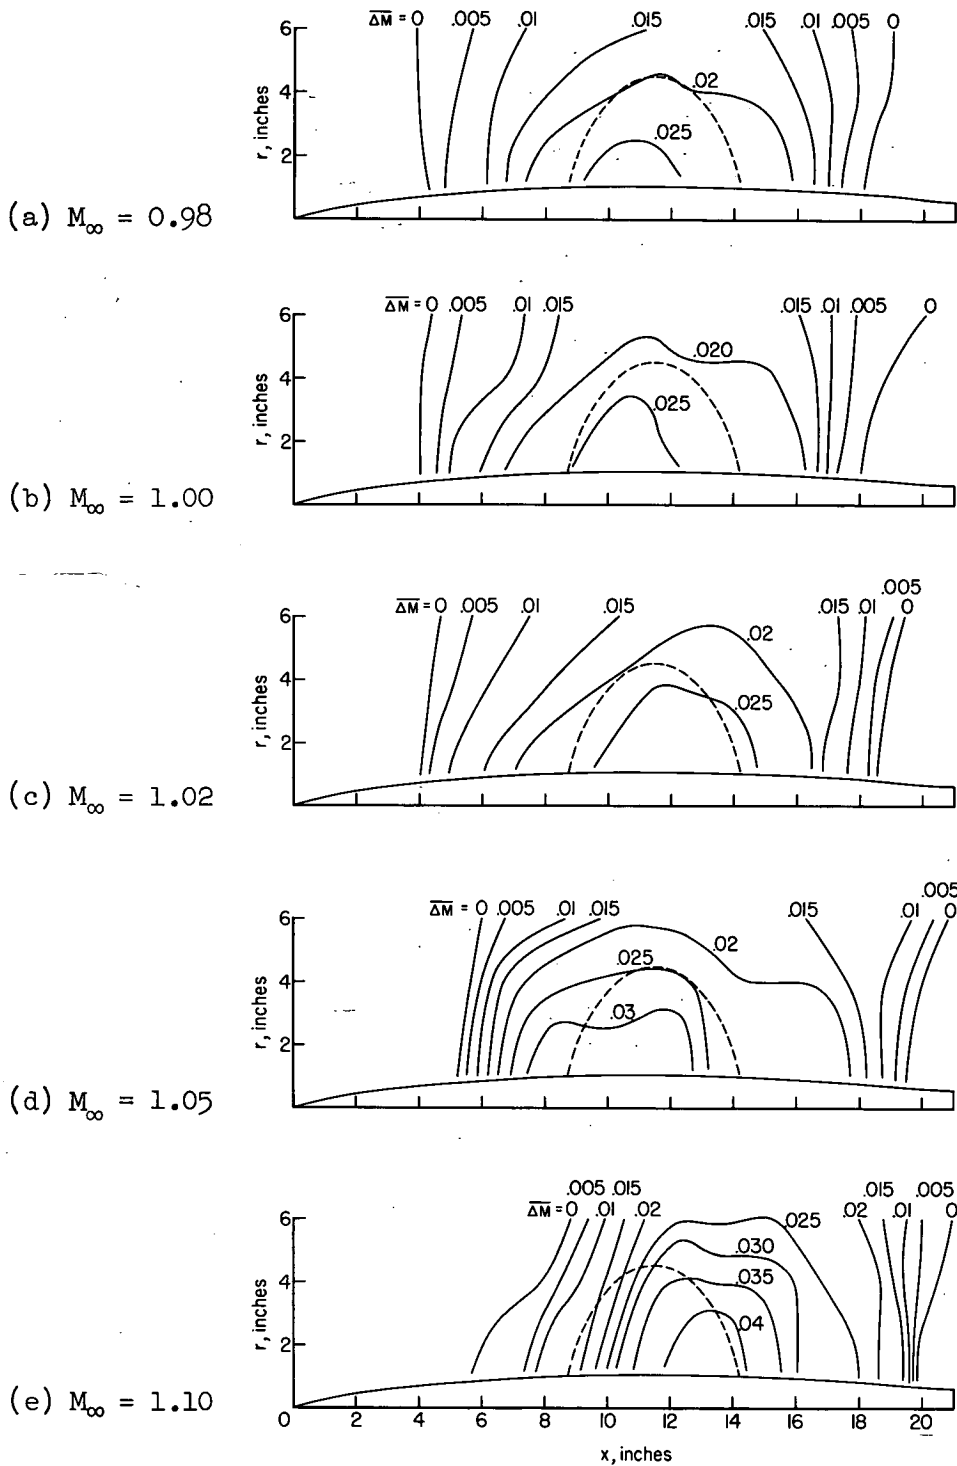 ΔM̅ = 0 .005 .01 .015 .015 .01 .005 0
6
4
2
r, inches
.02
.025
(a) M∞ = 0.98
ΔM̅ = 0 .005 .01 .015 .015 .01 .005 0
6
4
2
r, inches
.020
.025
(b) M∞ = 1.00
.005
ΔM̅ = 0 .005 .01 .015 .015 .01 0
6
4
2
r, inches
.02
.025
(c) M∞ = 1.02
.005
ΔM̅ = 0 .005 .01 .015 .015 .01 0
6
4
2
r, inches
.02
.025
.03
(d) M∞ = 1.05
.005 .015 .015 .005
ΔM̅ = 0 .01 .02 .02 .01 0
6
4
2
r, inches
.025
.030
.035
.04
(e) M∞ = 1.10
0 2 4 6 8 10 12 14 16 18 20
x, inches